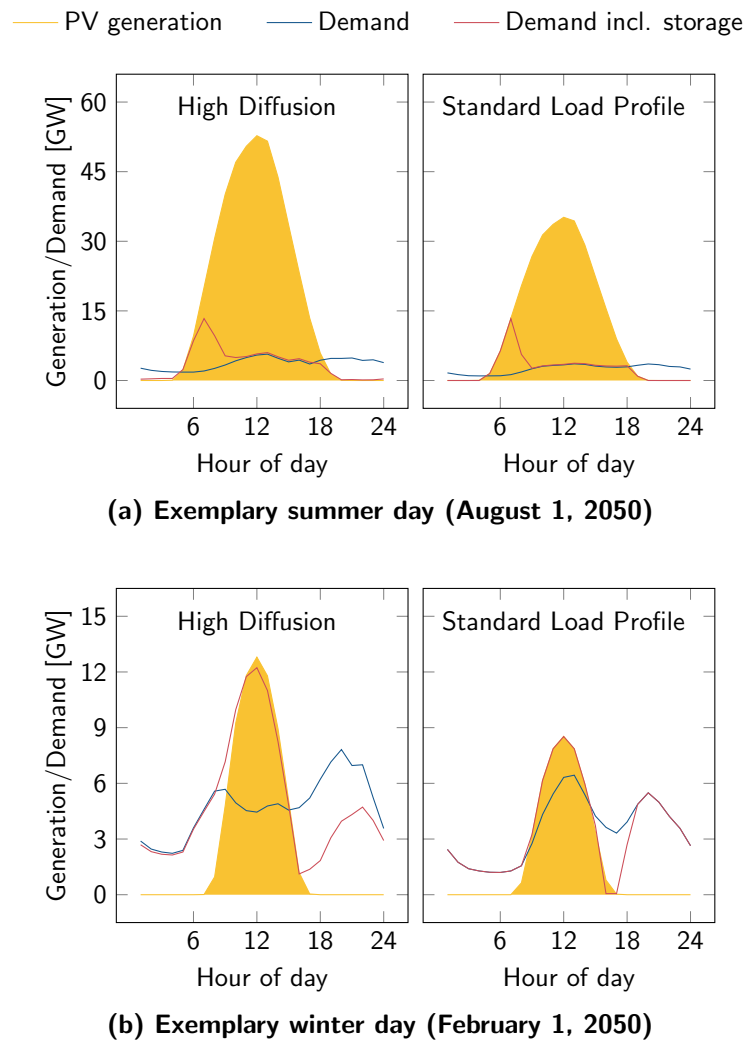 PV generation Demand Demand incl. storage
High Diffusion Standard Load Profile
Generation/Demand [GW]
60
45
30
15
0
6 12 18 24 6 12 18 24
Hour of day Hour of day
(a) Exemplary summer day (August 1, 2050)
High Diffusion Standard Load Profile
Generation/Demand [GW]
15
12
9
6
3
0
6 12 18 24 6 12 18 24
Hour of day Hour of day
(b) Exemplary winter day (February 1, 2050)